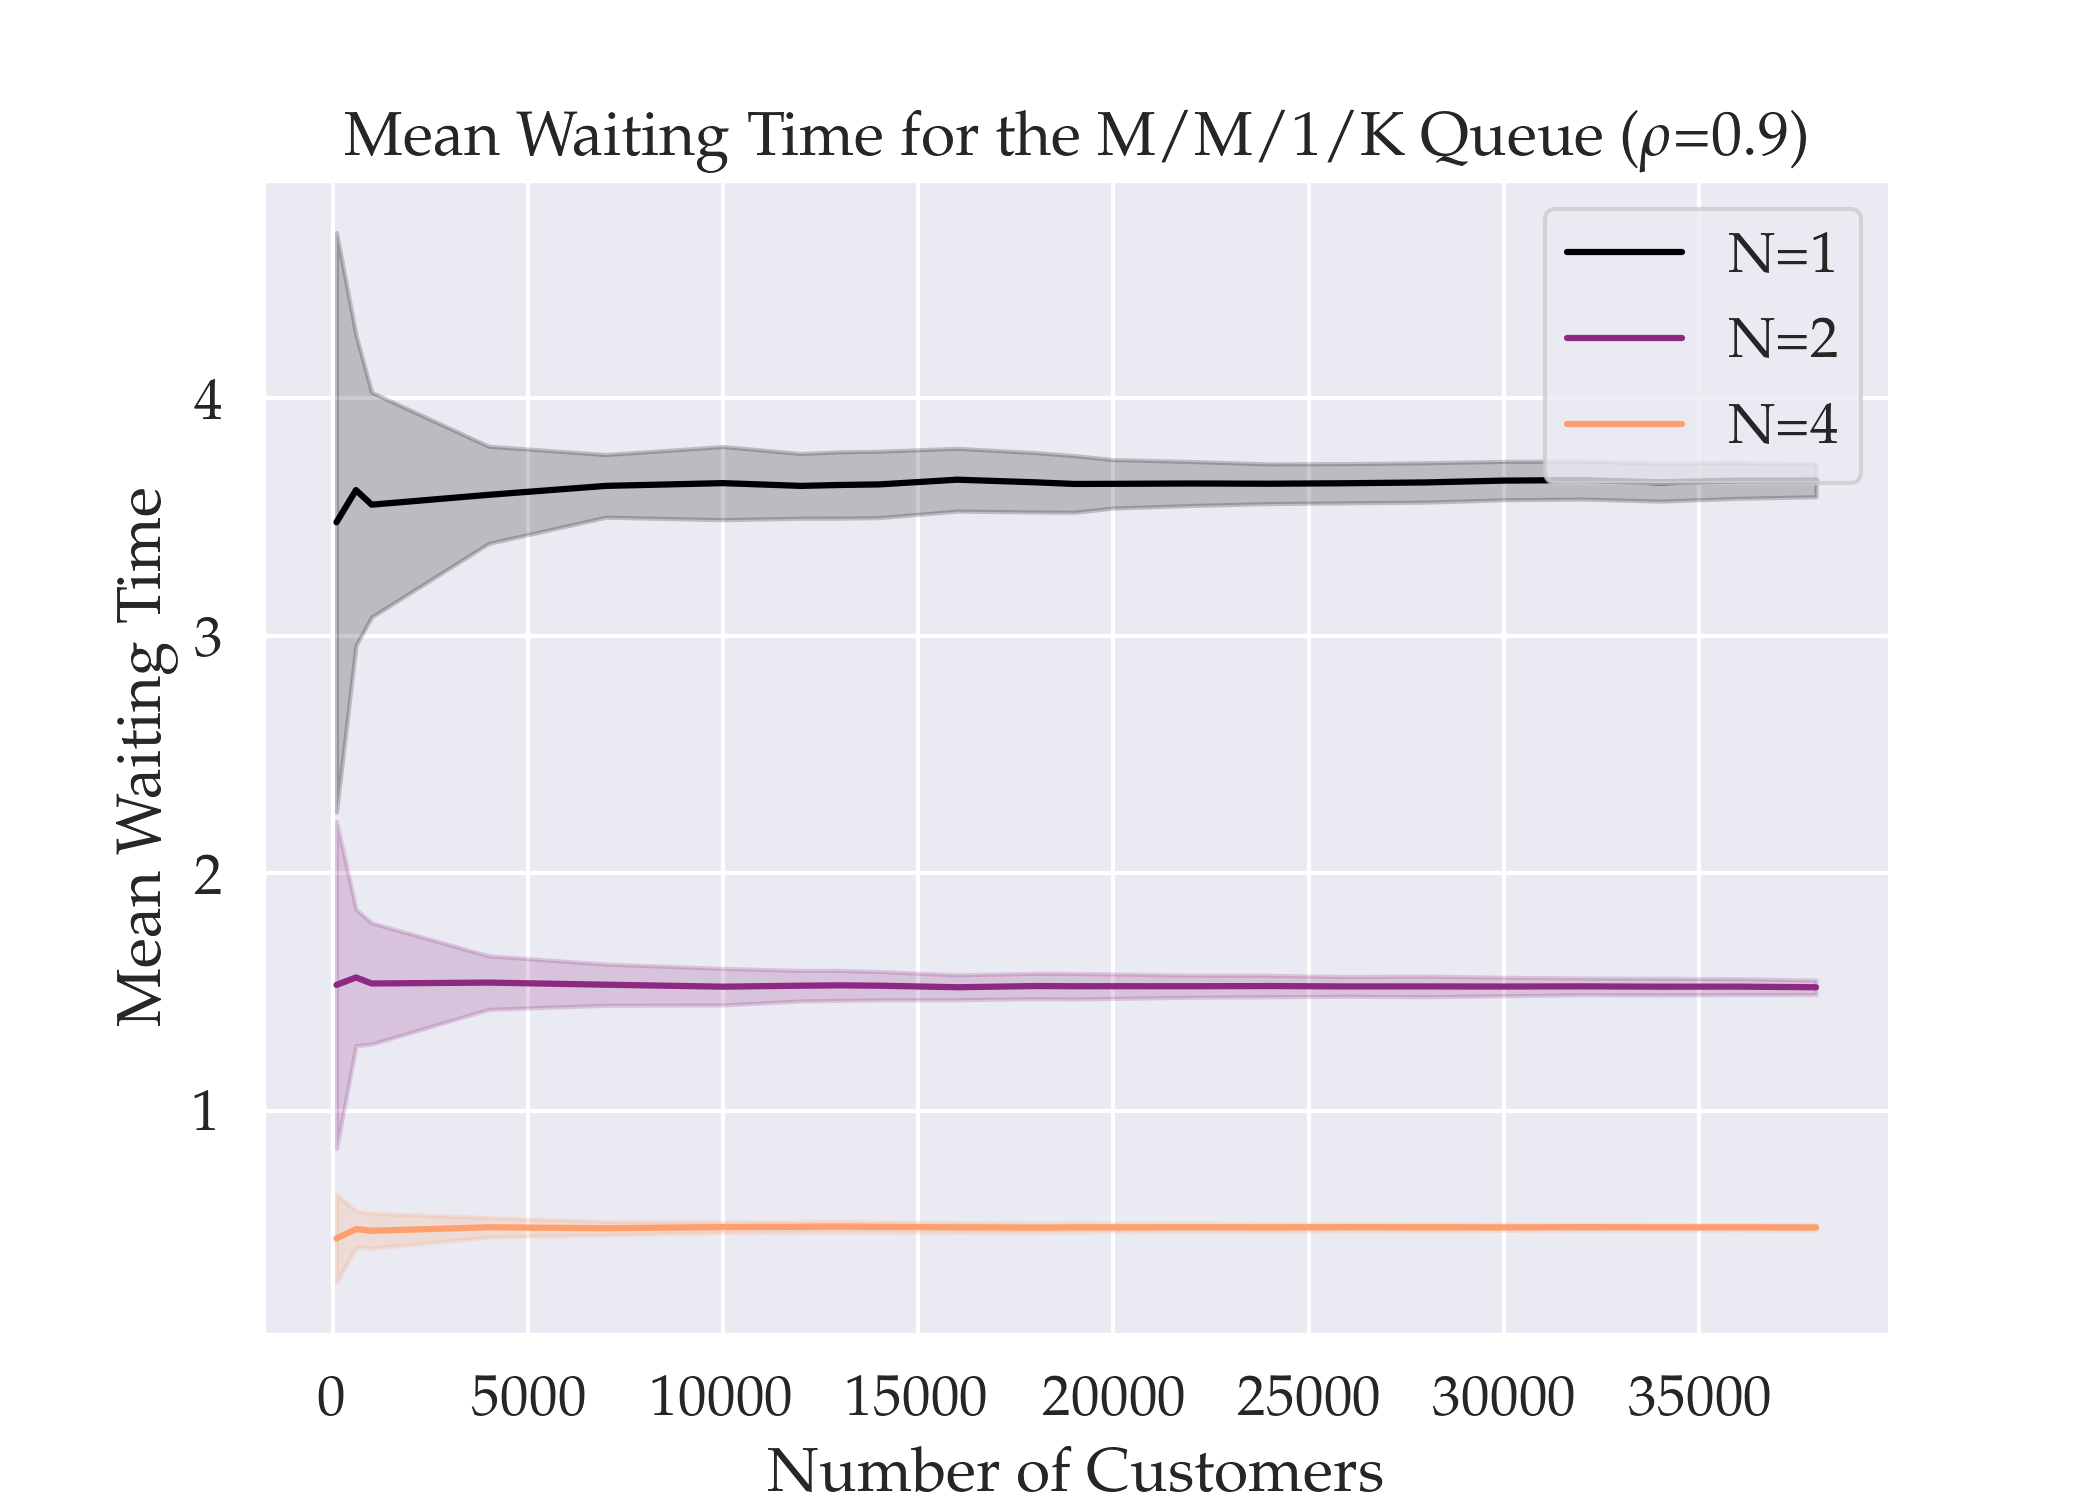 Mean Waiting Time for the M/M/1/K Queue (ρ=0.9)
N=1
N=2
N=4
4
3
2
1
Mean Waiting Time
0 5000 10000 15000 20000 25000 30000 35000
Number of Customers